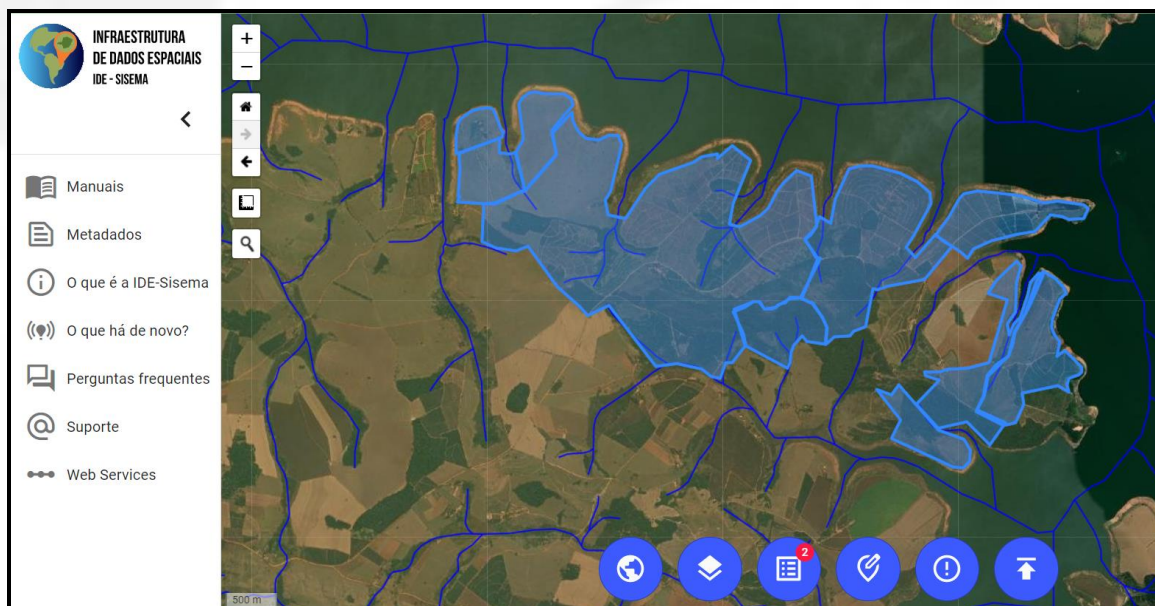 INFRAESTRUTURA
DE DADOS ESPACIAIS
IDE - SISEMA
Manuais
Metadados
O que é a IDE-Sisema
O que há de novo?
Perguntas frequentes
Suporte
Web Services
+
−
2
500 m